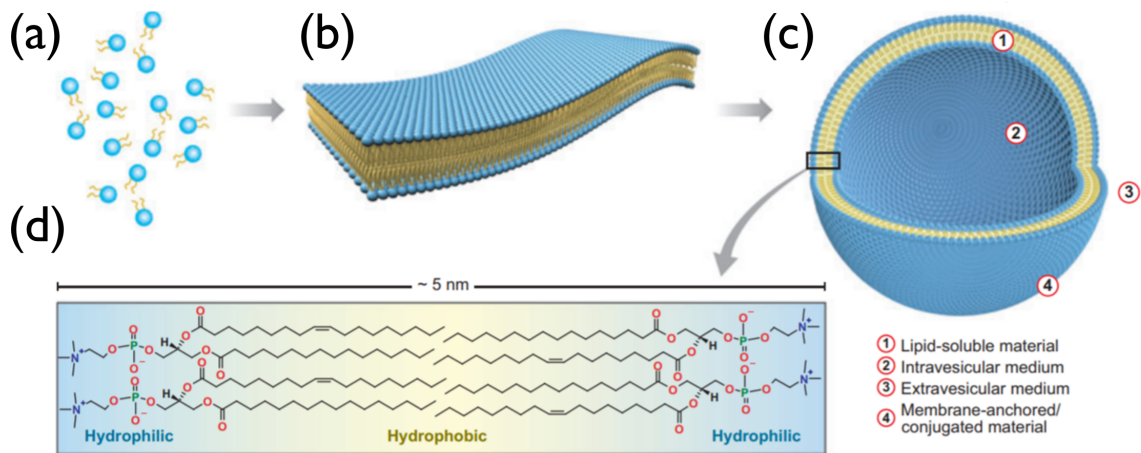 (a)
(b)
(c)
1
2
3
4
(d)
~ 5 nm
O
O
O
P
O
O
O
O
H
N
+
−
O
O
O
O
P
O
O
O
O
H
N
+
−
O
O
O
O
P
O
O
O
O
H
N
+
−
O
O
O
O
P
O
O
O
O
H
N
+
−
Hydrophilic
Hydrophobic
Hydrophilic
1 Lipid-soluble material
2 Intravesicular medium
3 Extravesicular medium
4 Membrane-anchored/
conjugated material